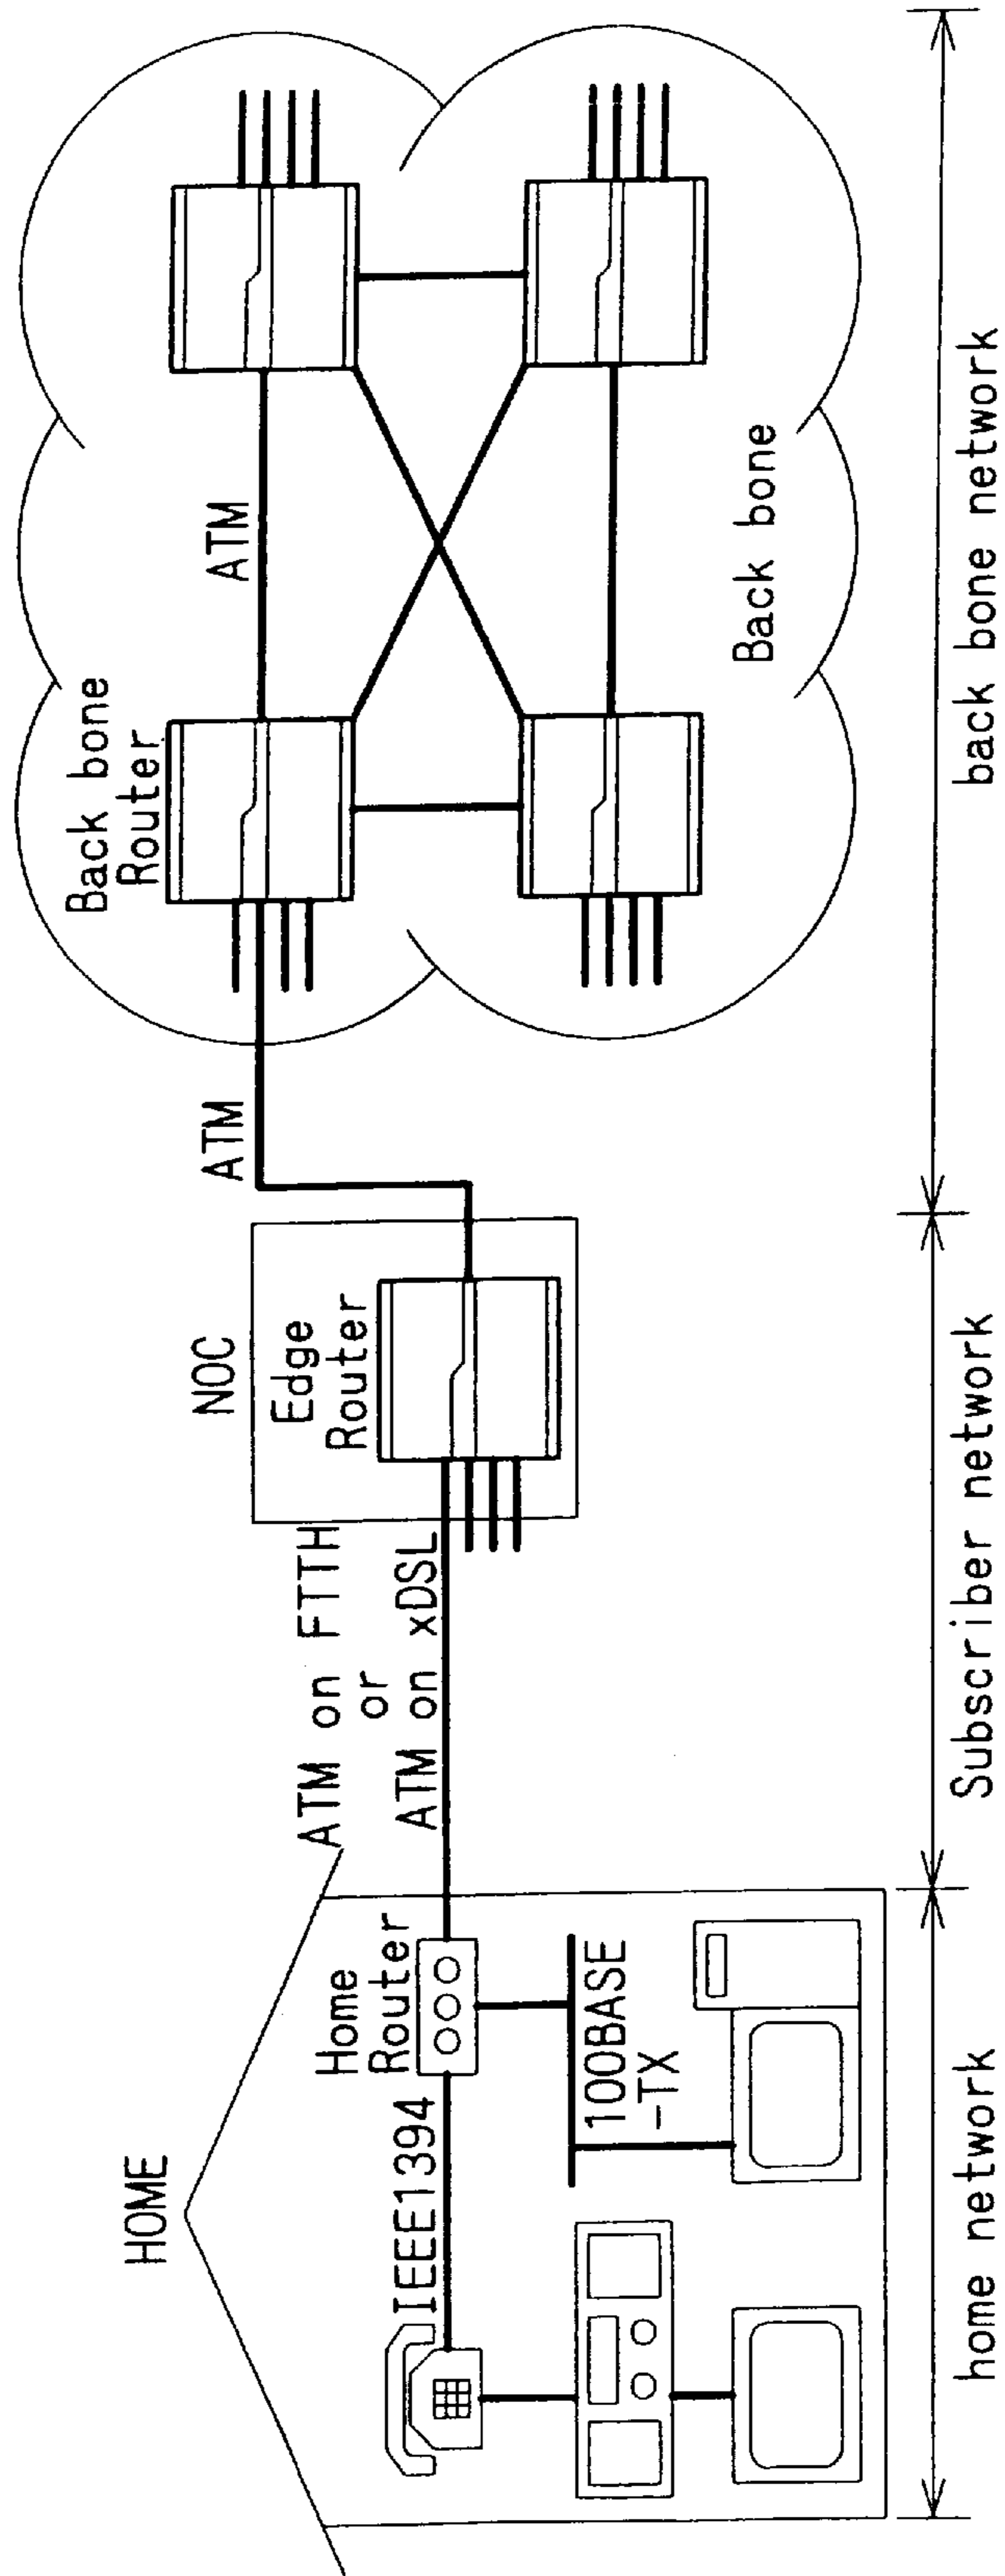 HOME
Home
Router
IEEE1394
100BASE
-TX
home network
ATM on FTTH
or
ATM on xDSL
NOC
Edge
Router
Subscriber network
ATM
Back bone
Router
ATM
Back bone
back bone network